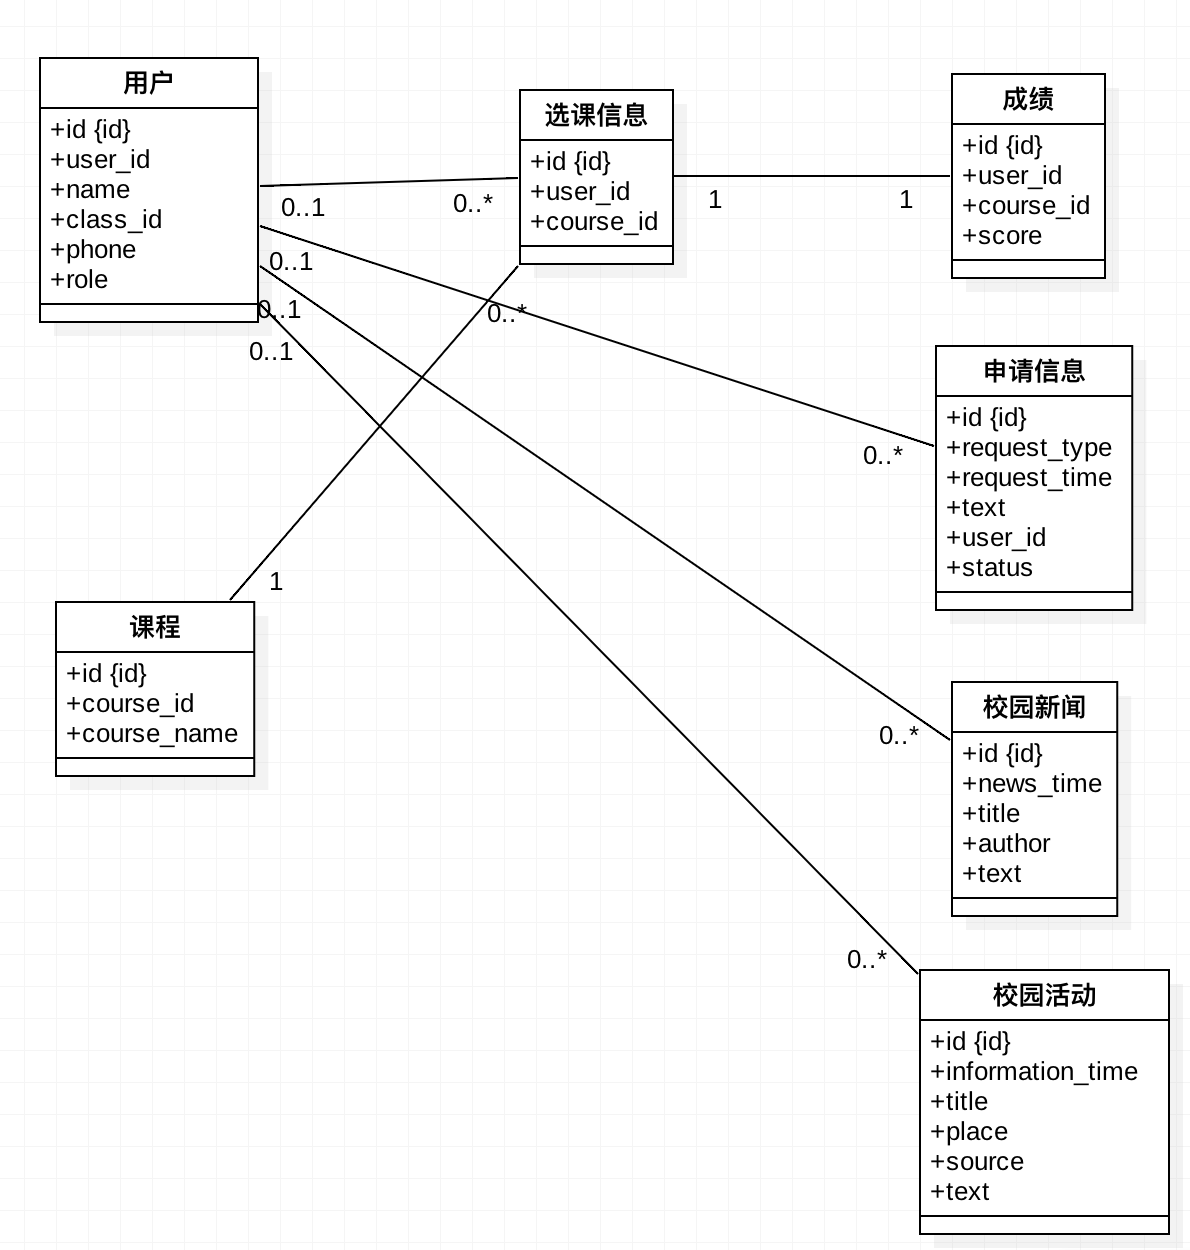 用户
+id {id}
+user_id
+name
+class_id
+phone
+role
0..1
0..*
0..1
0..1
0..1
选课信息
+id {id}
+user_id
+course_id
0..*
1
1
成绩
+id {id}
+user_id
+course_id
+score
0..*
申请信息
+id {id}
+request_type
+request_time
+text
+user_id
+status
1
课程
+id {id}
+course_id
+course_name
0..*
校园新闻
+id {id}
+news_time
+title
+author
+text
0..*
校园活动
+id {id}
+information_time
+title
+place
+source
+text